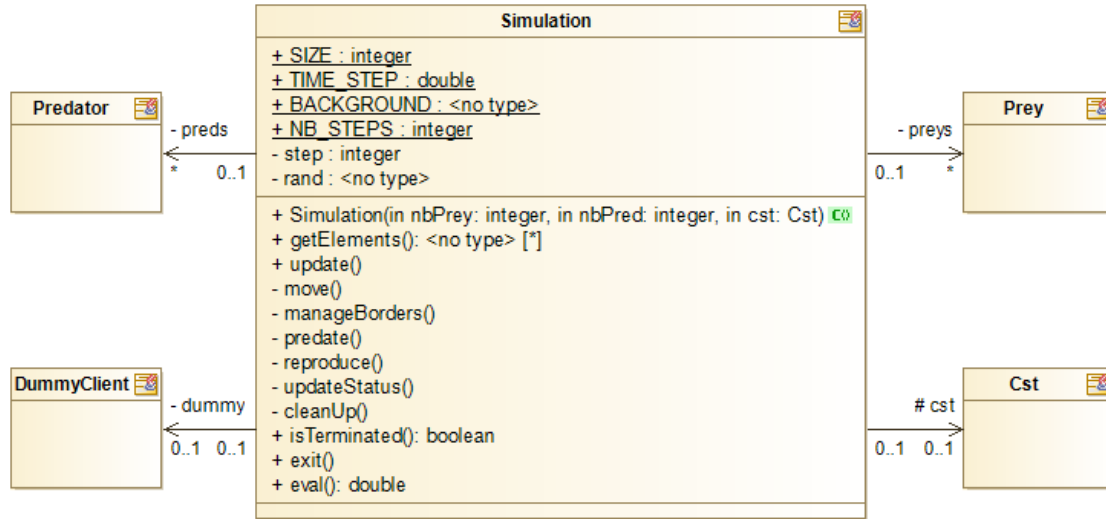 Simulation
+ SIZE : integer
+ TIME_STEP : double
+ BACKGROUND : <no type>
+ NB_STEPS : integer
- step : integer
- rand : <no type>
+ Simulation(in nbPrey: integer, in nbPred: integer, in cst: Cst) C()
+ getElements(): <no type> [*]
+ update()
- move()
- manageBorders()
- predate()
- reproduce()
- updateStatus()
- cleanUp()
+ isTerminated(): boolean
+ exit()
+ eval(): double
Predator
- preds
* 0..1
Prey
- preys
0..1 *
DummyClient
- dummy
0..1 0..1
Cst
# cst
0..1 0..1